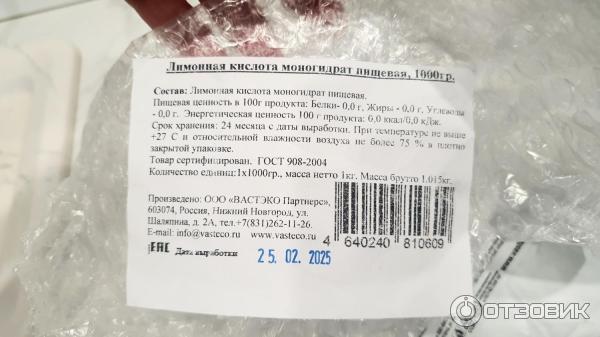 Лимонная кислота моногидрат пищевая, 1000гр.
Состав: Лимонная кислота моногидрат пищевая.
Пищевая ценность в 100г продукта: Белки- 0,0 г, Жиры - 0,0 г, Углеводы
- 0,0 г. Энергетическая ценность 100 г продукта: 0,0 ккал/0,0 кДж.
Срок хранения: 24 месяца с даты выработки. При температуре не выше
+27 С и относительной влажности воздуха не более 75 % в плотно
закрытой упаковке.
Товар сертифицирован. ГОСТ 908-2004
Количество единиц:1х1000гр., масса нетто 1кг. Масса брутто 1.015кг.
Произведено: ООО «ВАСТЭКО Партнерс»,
603074, Россия, Нижний Новгород, ул.
Шаляпина, д. 2А, тел.+7(831)262-11-26.
E-mail: info@vasteco.ru www.vasteco.ru
4 640240 810609
EAC Дата выработки 25. 02. 2025
ОТЗОВИК